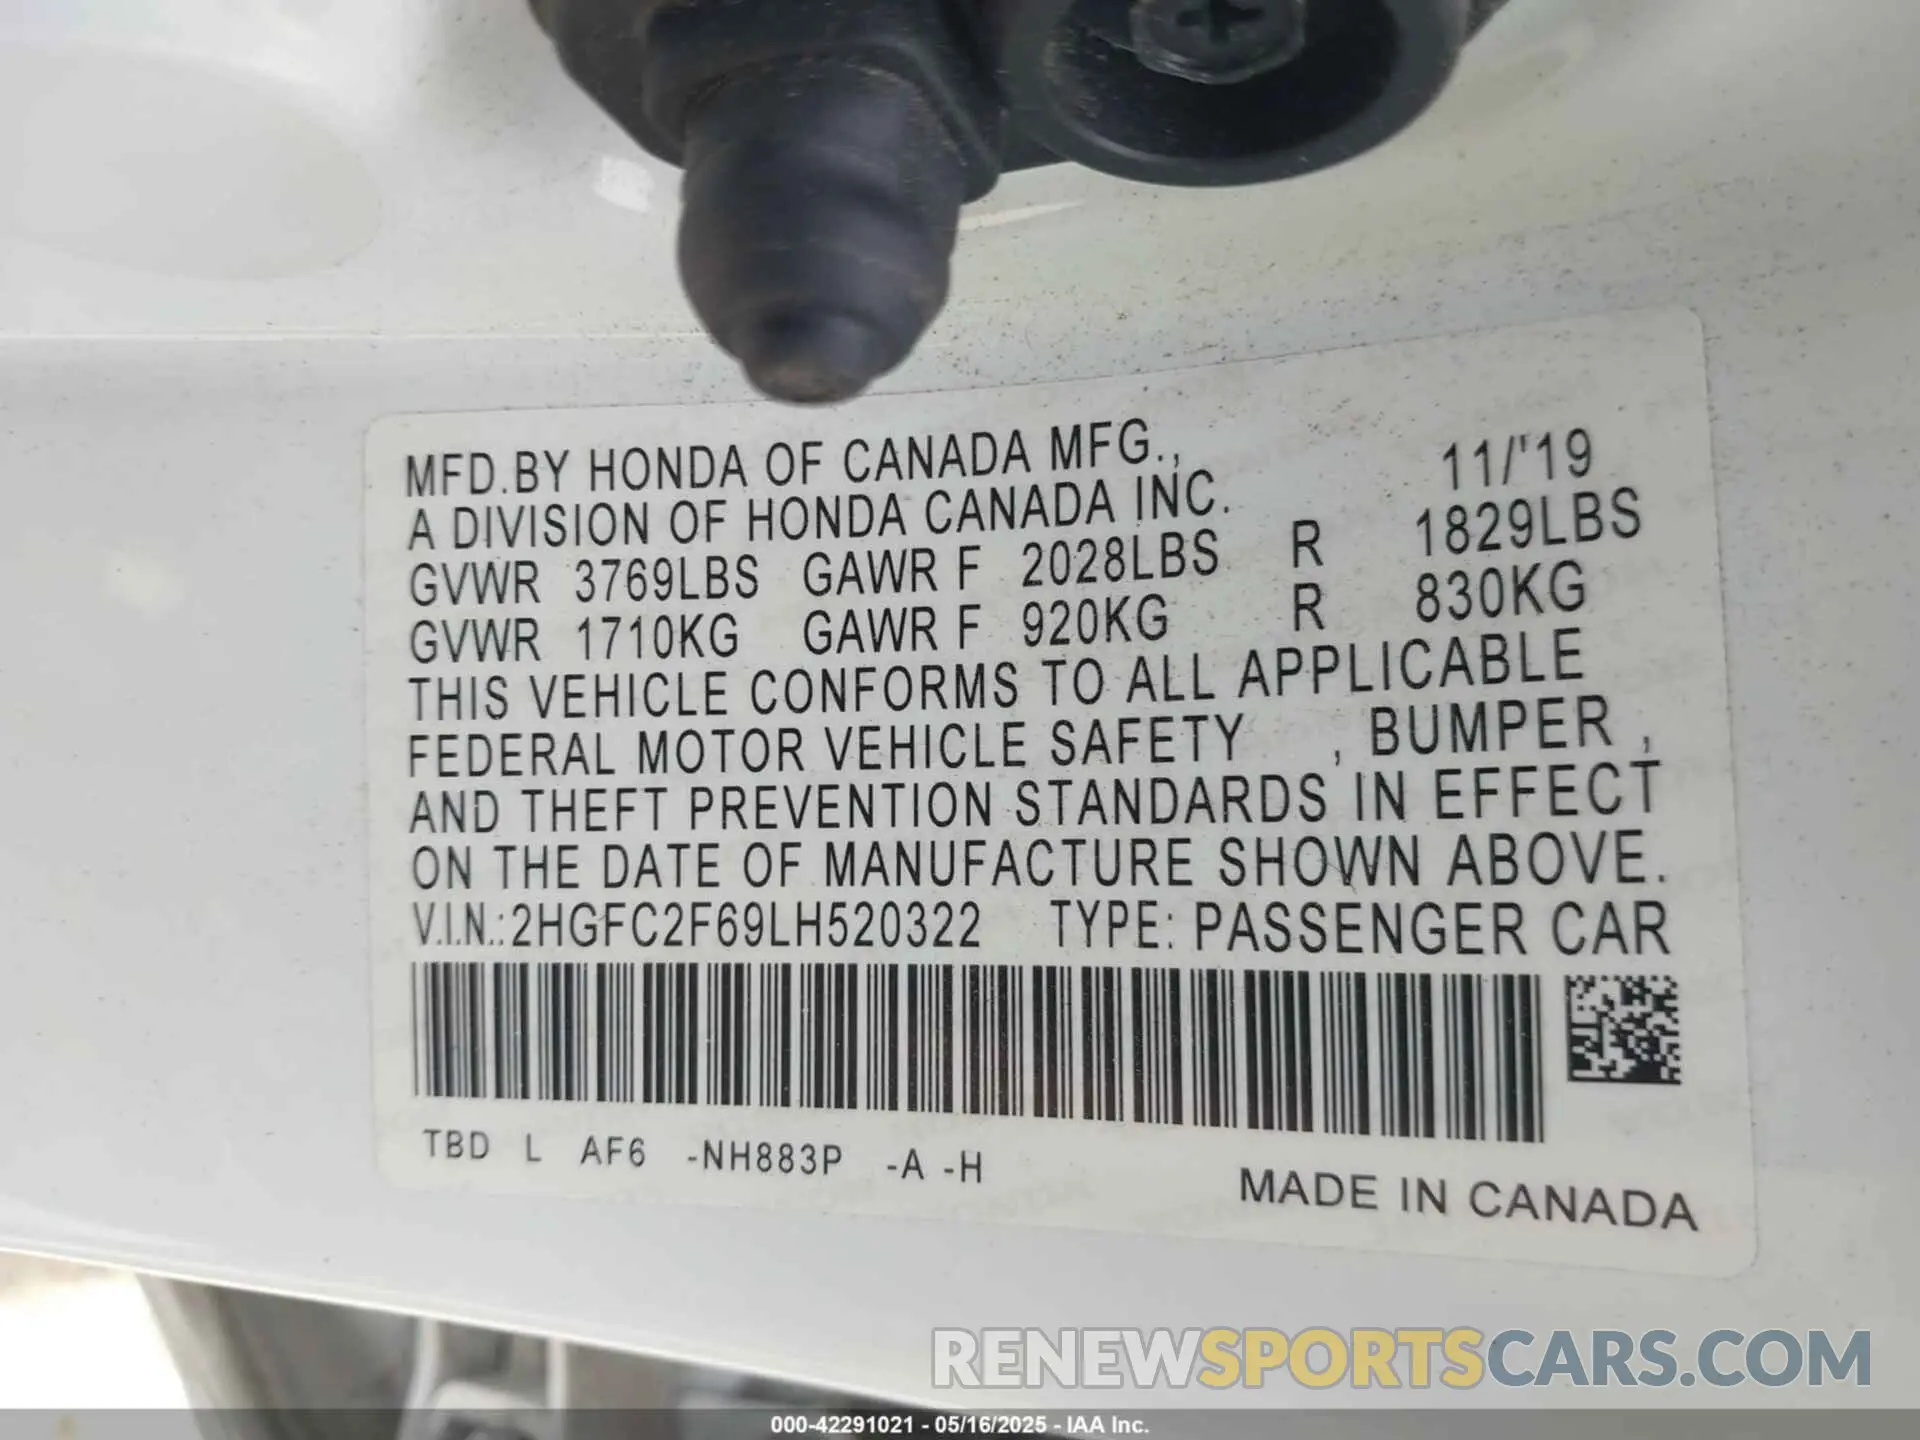 MFD.BY HONDA OF CANADA MFG., 11/'19
A DIVISION OF HONDA CANADA INC.
GVWR 3769LBS GAWR F 2028LBS R 1829LBS
GVWR 1710KG GAWR F 920KG R 830KG
THIS VEHICLE CONFORMS TO ALL APPLICABLE
FEDERAL MOTOR VEHICLE SAFETY , BUMPER ,
AND THEFT PREVENTION STANDARDS IN EFFECT
ON THE DATE OF MANUFACTURE SHOWN ABOVE.
V.I.N.:2HGFC2F69LH520322 TYPE: PASSENGER CAR
TBD L AF6 -NH883P -A -H
MADE IN CANADA
RENEWSPORTSCARS.COM
000-42291021 - 05/16/2025 - IAA Inc.